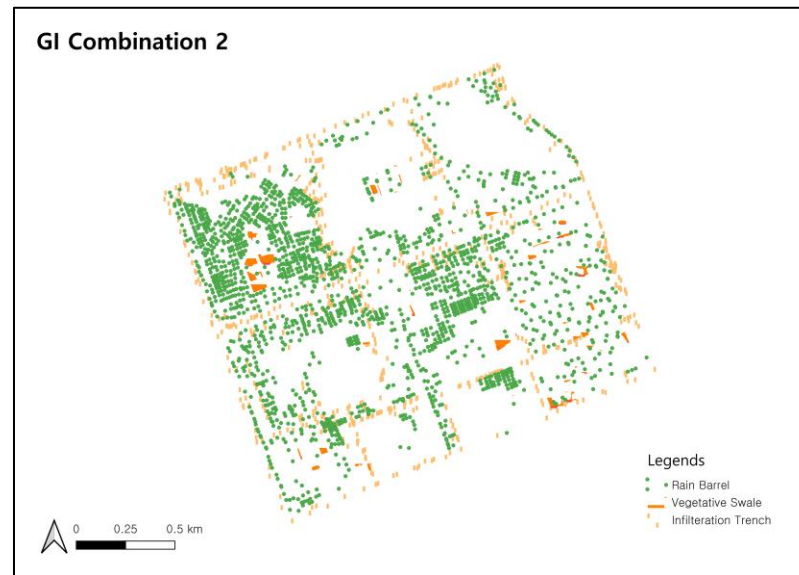 GI Combination 2
Legends
Rain Barrel
Vegetative Swale
Infilteration Trench
0 0.25 0.5 km